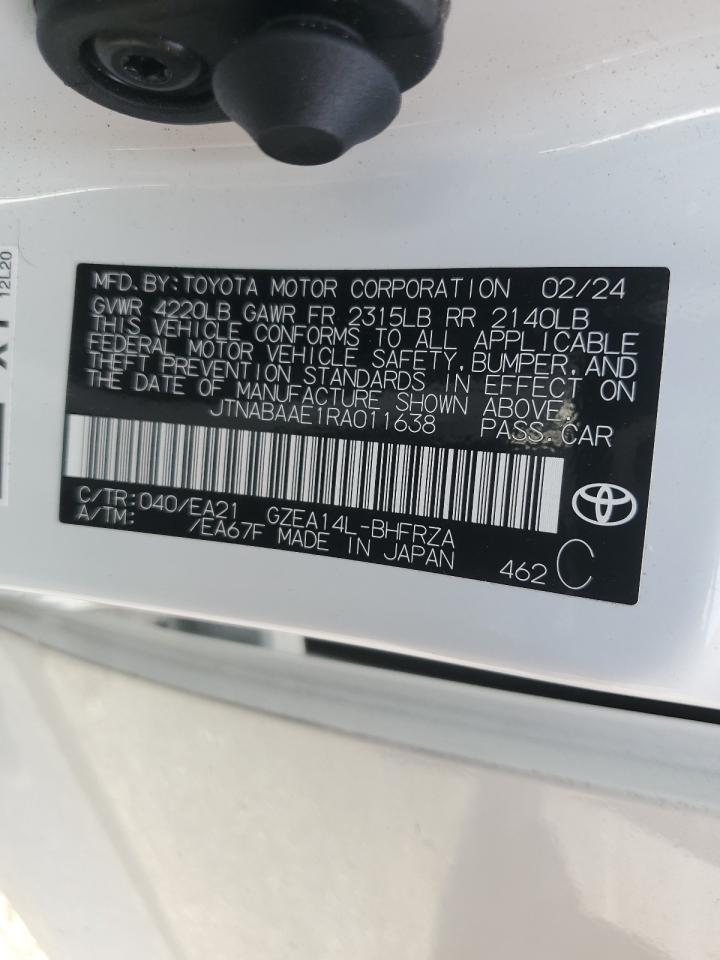 12L20
MFD. BY: TOYOTA MOTOR CORPORATION 02/24
GVWR 4220LB GAWR FR 2315LB RR 2140LB
THIS VEHICLE CONFORMS TO ALL APPLICABLE
FEDERAL MOTOR VEHICLE SAFETY, BUMPER, AND
THEFT PREVENTION STANDARDS IN EFFECT ON
THE DATE OF MANUFACTURE SHOWN ABOVE.
JTNABAAE1RA011638 PASS. CAR
C/TR: 040/EA21 GZEA14L-BHFRZA
A/TM: /EA67F MADE IN JAPAN
462 C